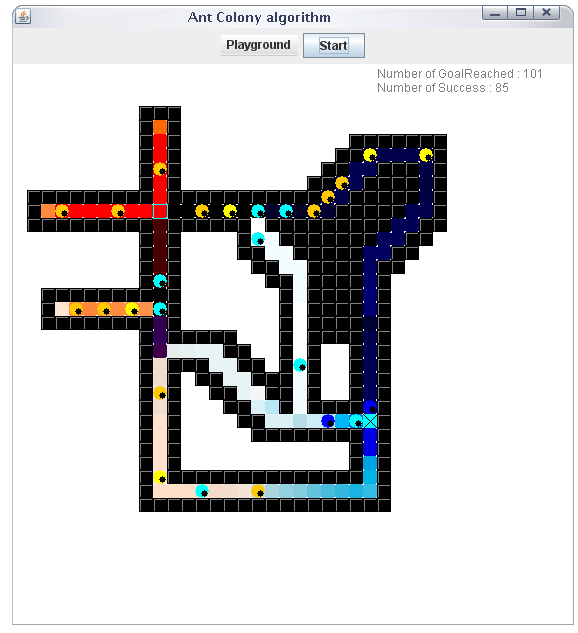 Ant Colony algorithm
Playground Start
Number of GoalReached : 101
Number of Success : 85